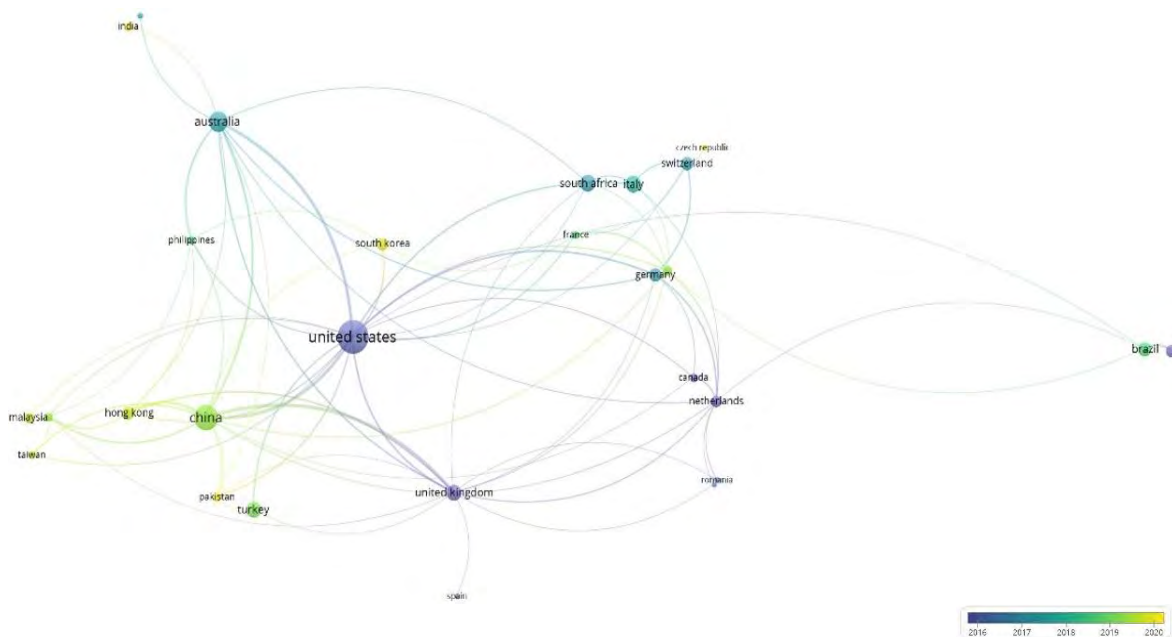 india
australia
czech republic
switzerland
south africa
italy
philippines
south korea
france
germany
united states
brazil
canada
netherlands
malaysia
hong kong
china
taiwan
romania
pakistan
united kingdom
turkey
spain
2016 2017 2018 2019 2020